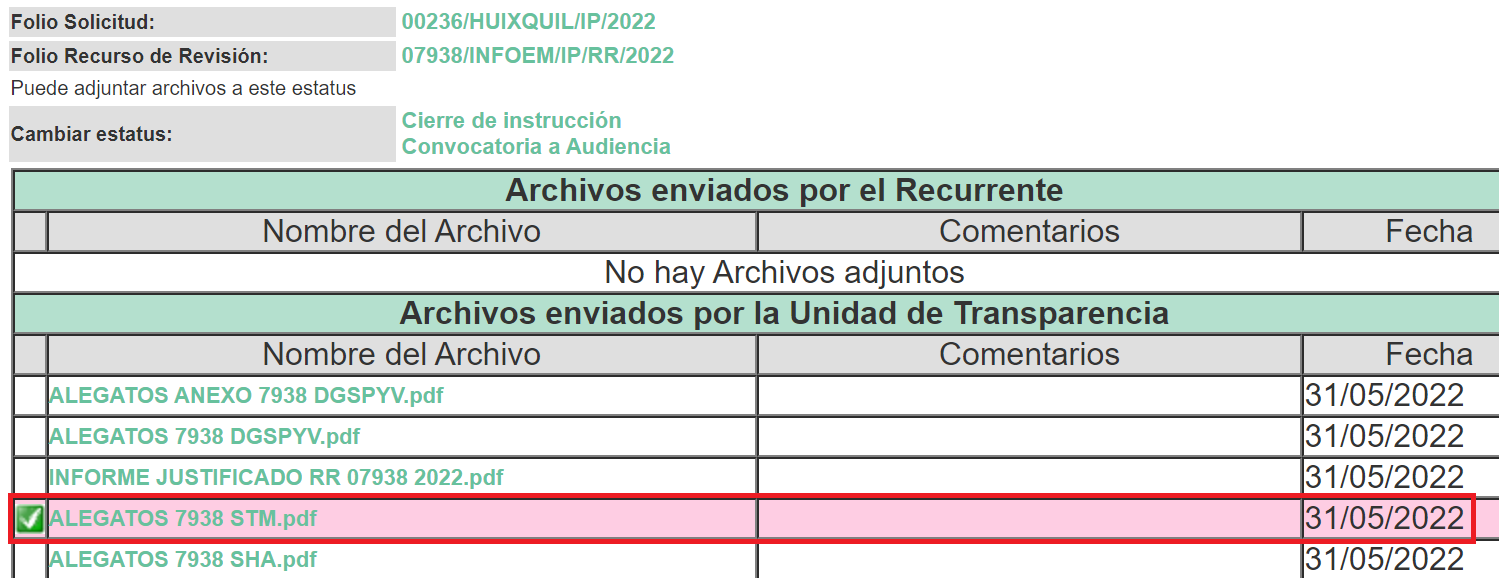 Folio Solicitud: 00236/HUIXQUIL/IP/2022
Folio Recurso de Revisión: 07938/INFOEM/IP/RR/2022
Puede adjuntar archivos a este estatus
Cambiar estatus: Cierre de instrucción
Convocatoria a Audiencia
Archivos enviados por el Recurrente
Nombre del Archivo Comentarios Fecha
No hay Archivos adjuntos
Archivos enviados por la Unidad de Transparencia
Nombre del Archivo Comentarios Fecha
ALEGATOS ANEXO 7938 DGSPYV.pdf 31/05/2022
ALEGATOS 7938 DGSPYV.pdf 31/05/2022
INFORME JUSTIFICADO RR 07938 2022.pdf 31/05/2022
ALEGATOS 7938 STM.pdf 31/05/2022
ALEGATOS 7938 SHA.pdf 31/05/2022